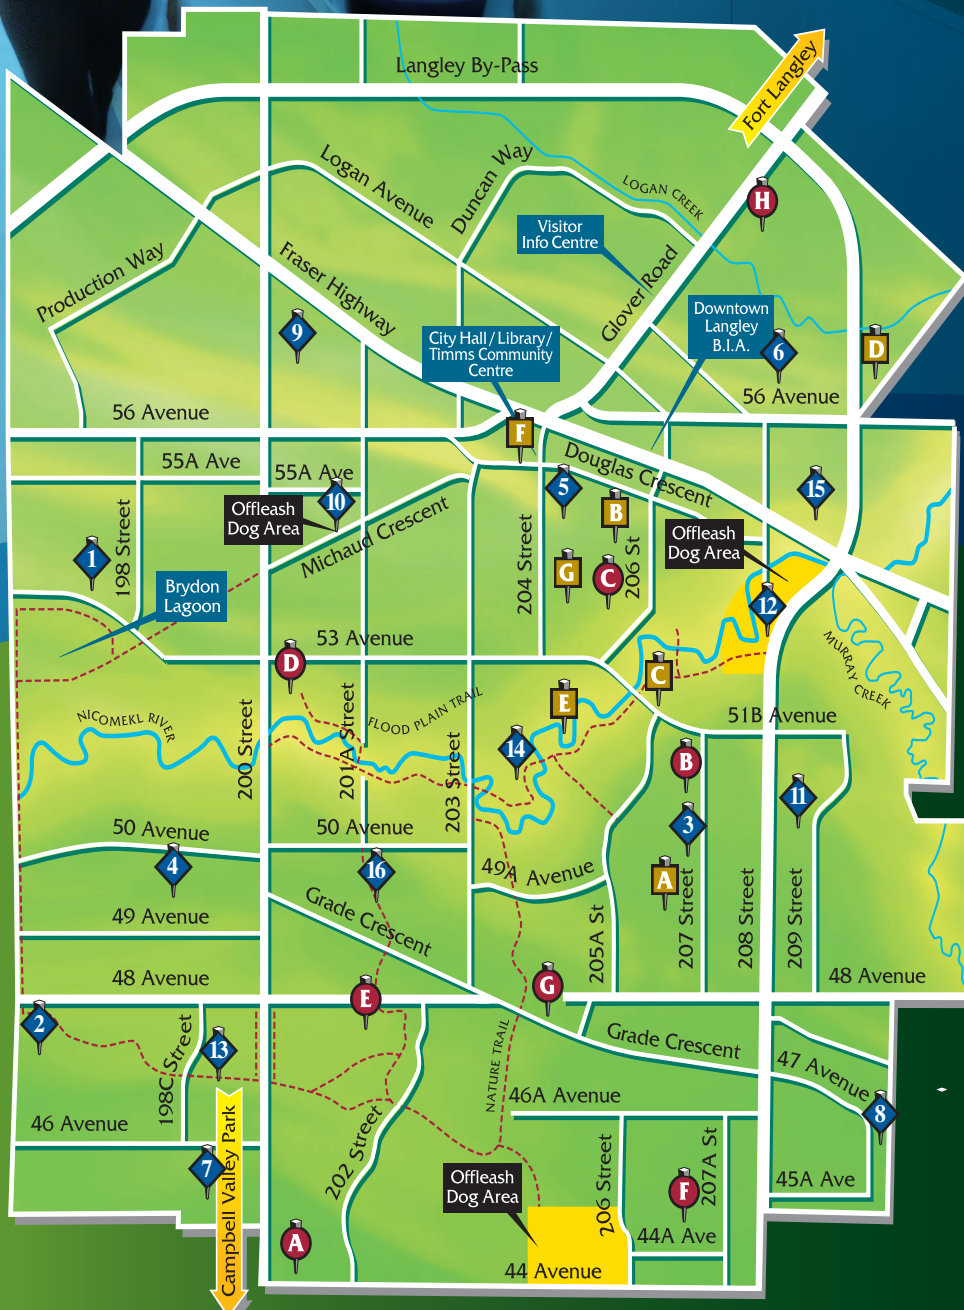 Langley By-Pass
Fort Langley
Logan Avenue
Duncan Way
LOGAN CREEK
H
Visitor
Info Centre
Production Way
Fraser Highway
Glover Road
9
City Hall / Library/
Timms Community
Centre
Downtown
Langley
B.I.A.
6
D
56 Avenue
56 Avenue
F
55A Ave
55A Ave
Douglas Crescent
5
15
10
Offleash
Dog Area
B
198 Street
Michaud Crescent
Offleash
Dog Area
1
204 Street
G
C
206 St
Brydon
Lagoon
12
53 Avenue
D
MURRAY CREEK
C
E
NICOMEKL RIVER
FLOOD PLAIN TRAIL
51B Avenue
200 Street
201A Street
203 Street
14
B
11
50 Avenue
50 Avenue
3
4
16
49A Avenue
A
49 Avenue
Grade Crescent
205A St
207 Street
208 Street
209 Street
48 Avenue
48 Avenue
E
G
2
198C Street
13
NATURE TRAIL
Grade Crescent
47 Avenue
46A Avenue
8
46 Avenue
7
Campbell Valley Park
202 Street
Offleash
Dog Area
206 Street
F
207A St
45A Ave
A
44A Ave
44 Avenue